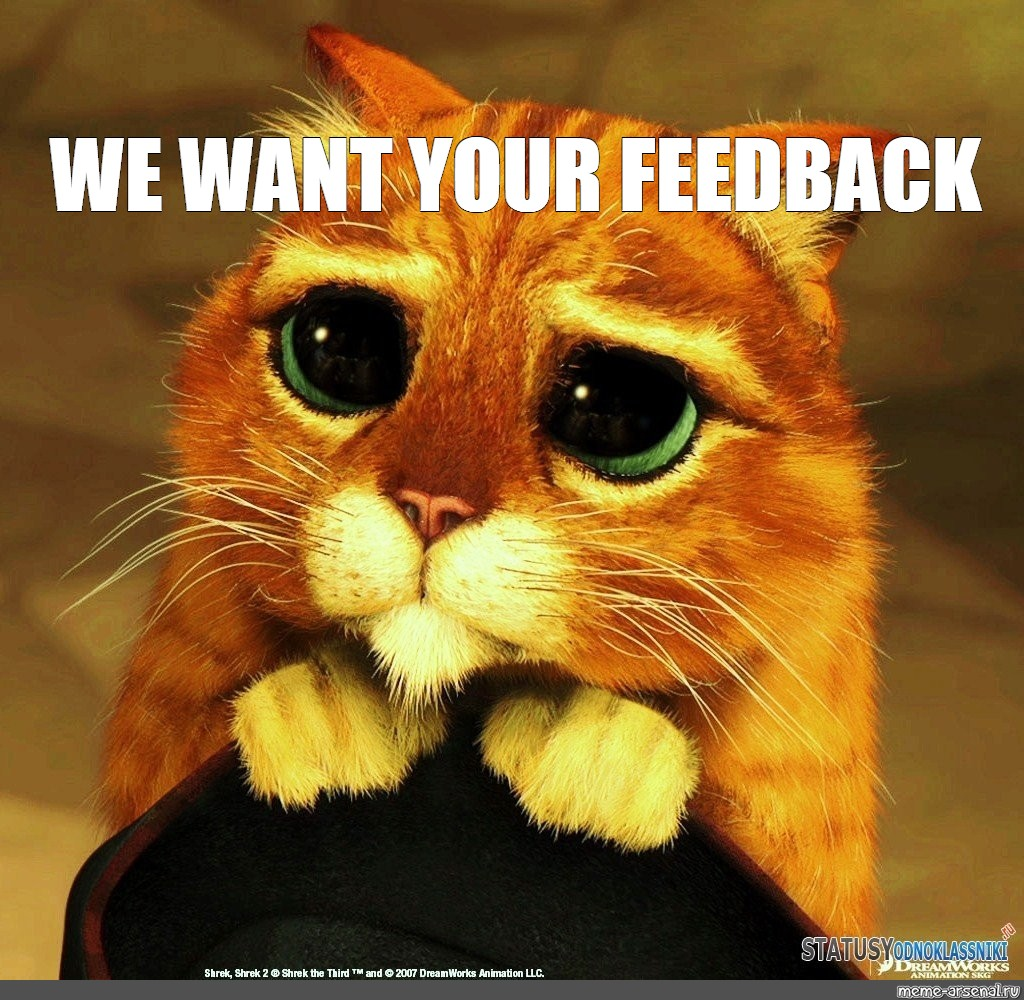 WE WANT YOUR FEEDBACK
STATUSYODNOKLASSNIKI.RU
DREAMWORKS
ANIMATION SKG
Shrek, Shrek 2 ® Shrek the Third ™ and © 2007 DreamWorks Animation LLC.
meme-arsenal.ru